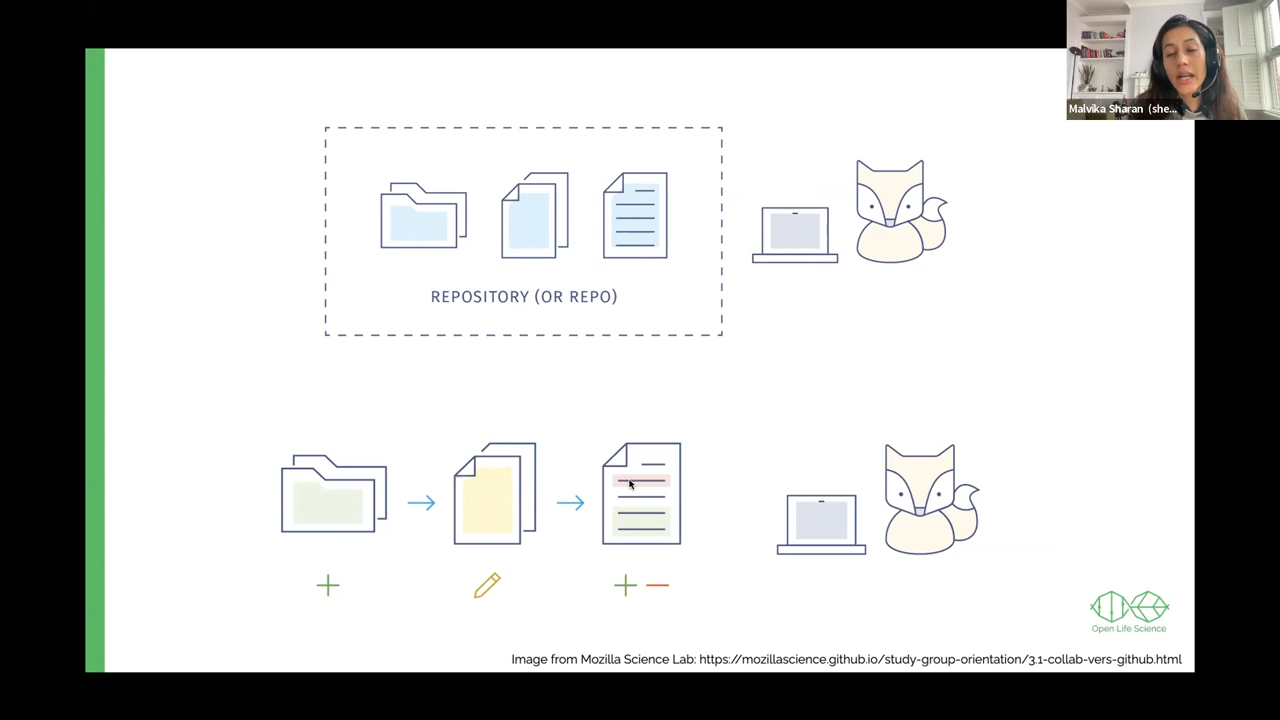 Malvika Sharan (she...
REPOSITORY (OR REPO)
Open Life Science
Image from Mozilla Science Lab: https://mozillascience.github.io/study-group-orientation/3.1-collab-vers-github.html